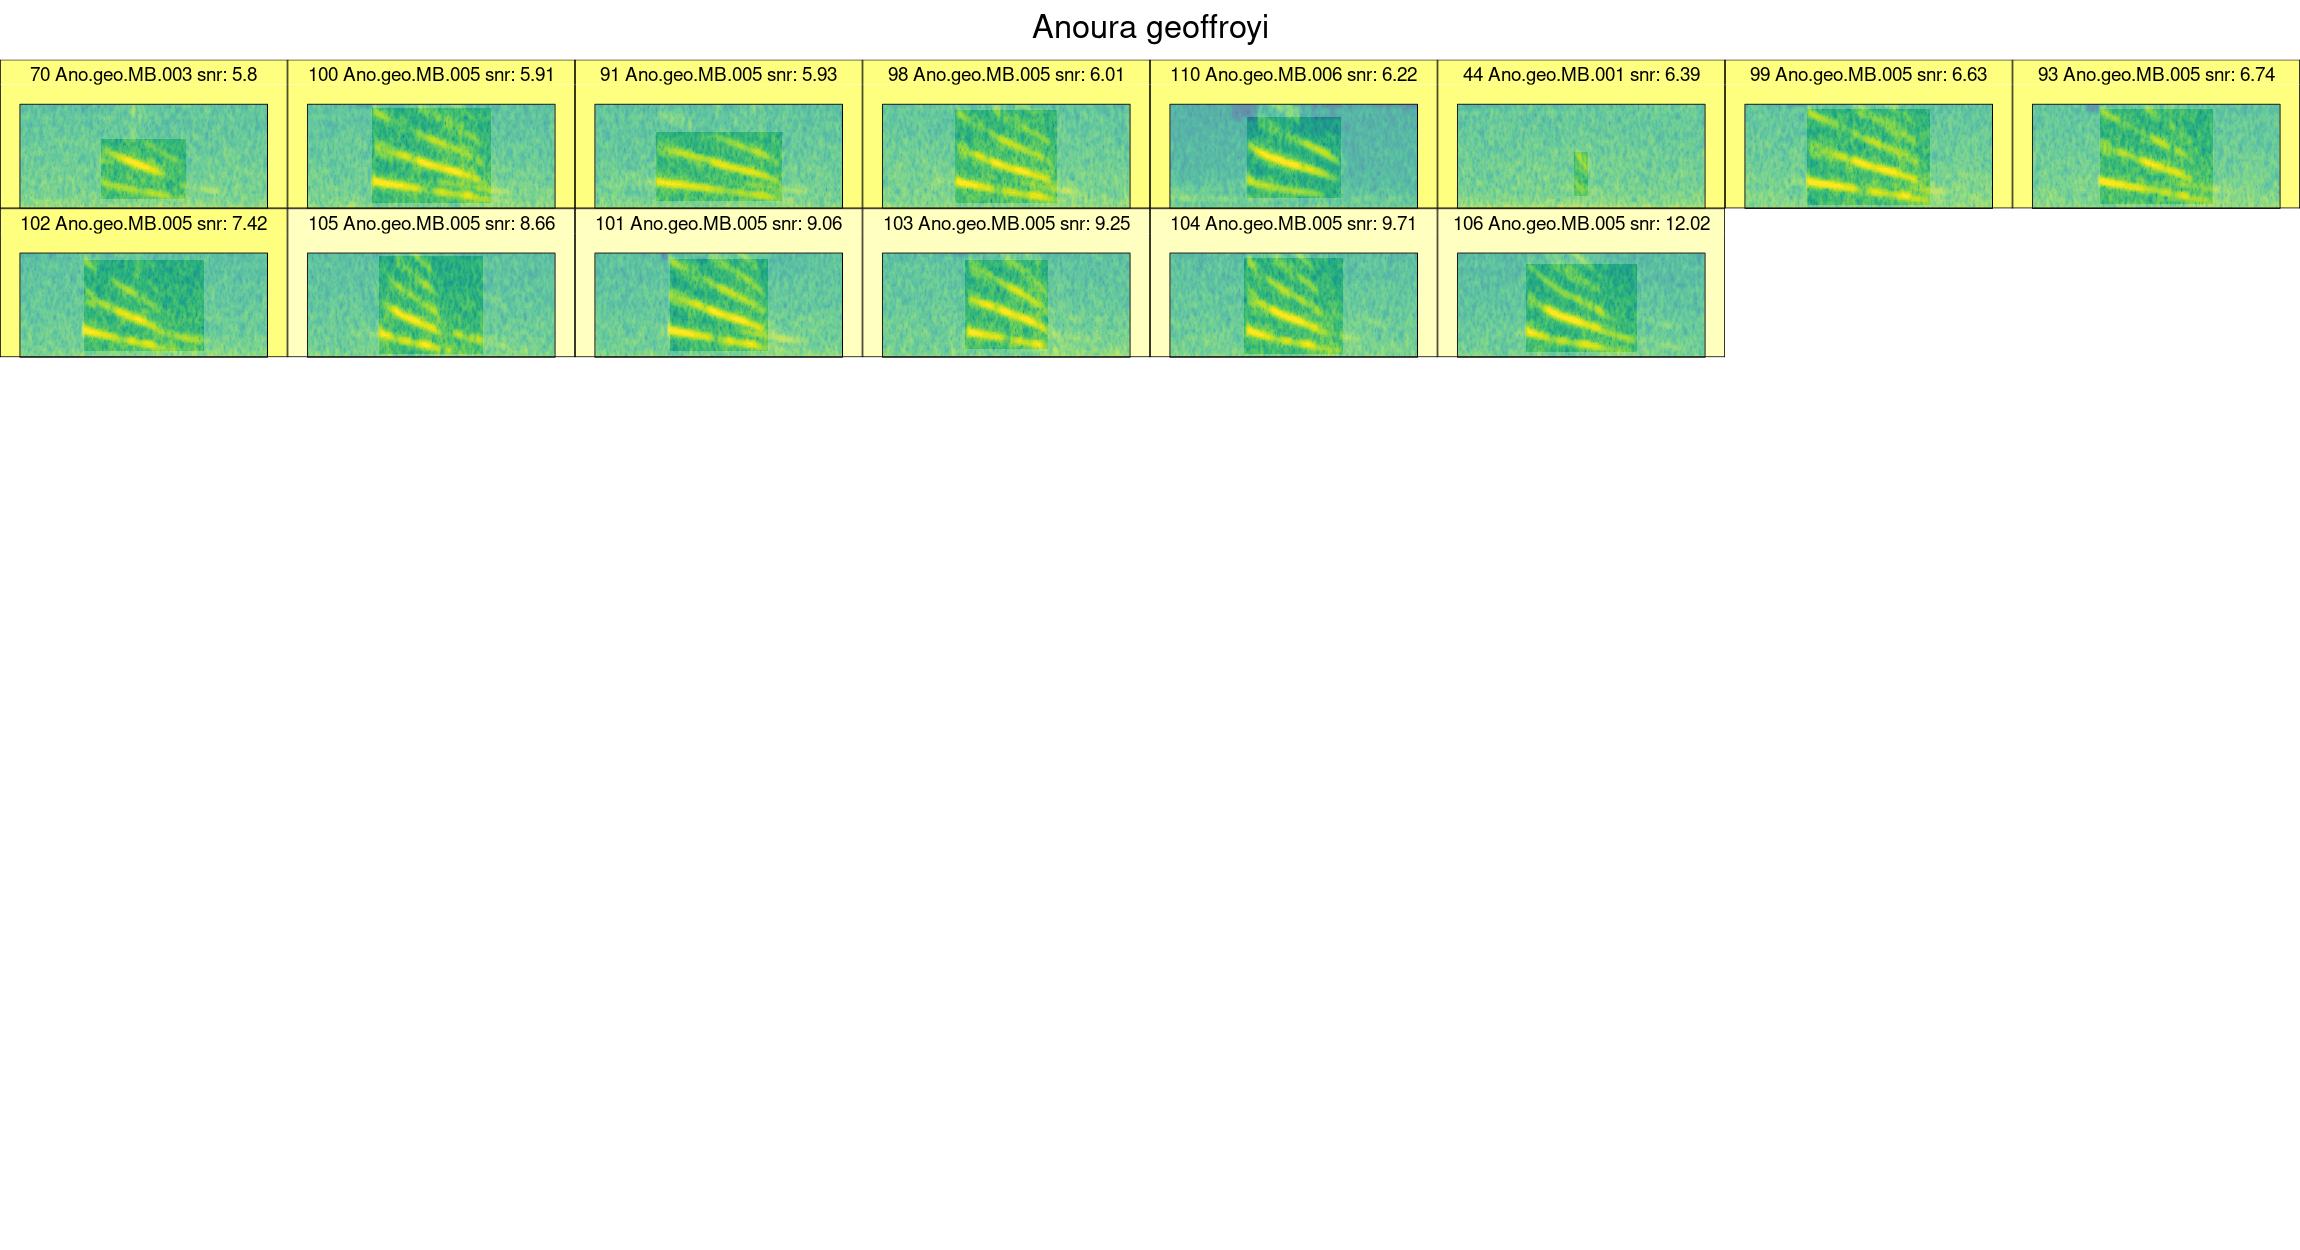 Anoura geoffroyi
70 Ano.geo.MB.003 snr: 5.8
100 Ano.geo.MB.005 snr: 5.91
91 Ano.geo.MB.005 snr: 5.93
98 Ano.geo.MB.005 snr: 6.01
110 Ano.geo.MB.006 snr: 6.22
44 Ano.geo.MB.001 snr: 6.39
99 Ano.geo.MB.005 snr: 6.63
93 Ano.geo.MB.005 snr: 6.74
102 Ano.geo.MB.005 snr: 7.42
105 Ano.geo.MB.005 snr: 8.66
101 Ano.geo.MB.005 snr: 9.06
103 Ano.geo.MB.005 snr: 9.25
104 Ano.geo.MB.005 snr: 9.71
106 Ano.geo.MB.005 snr: 12.02